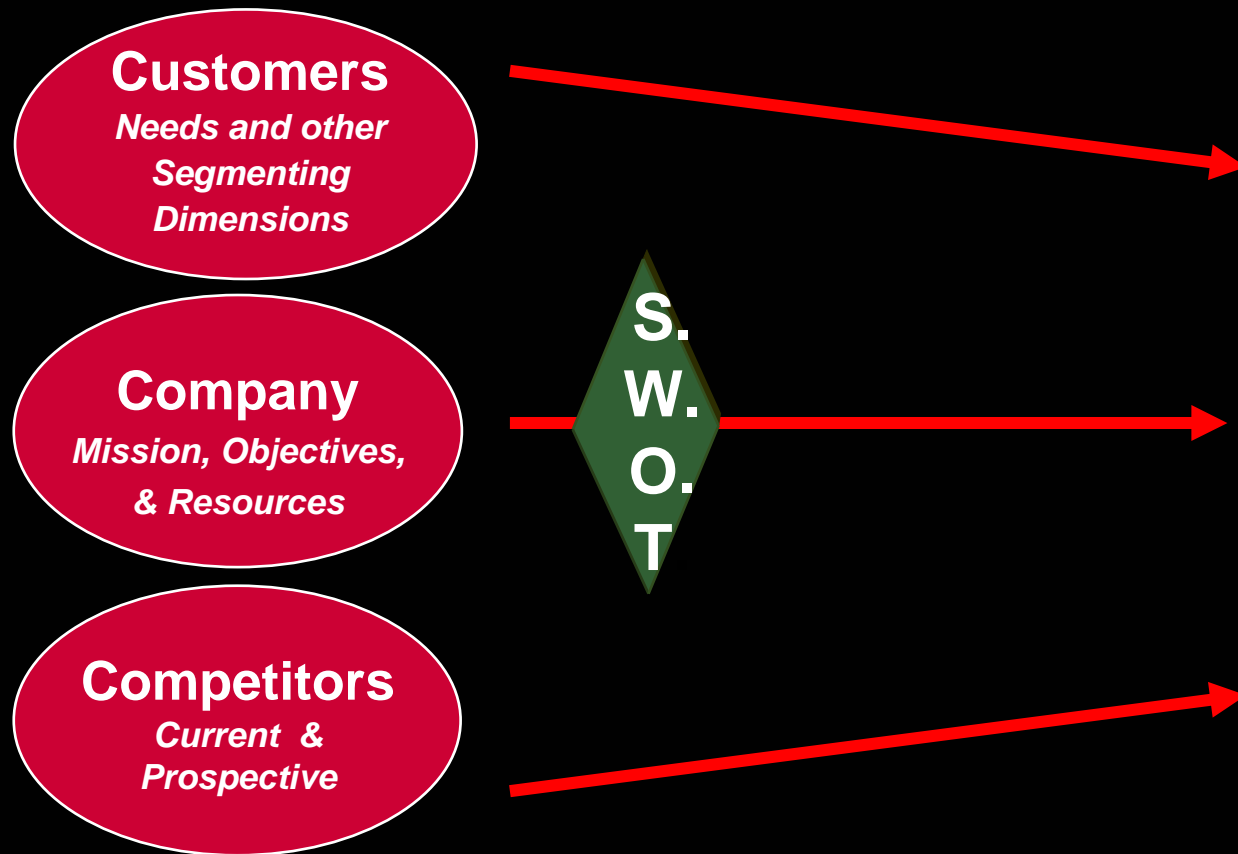 Customers
Needs and other
Segmenting
Dimensions
S.
W.
O.
T
Company
Mission, Objectives,
& Resources
Competitors
Current &
Prospective